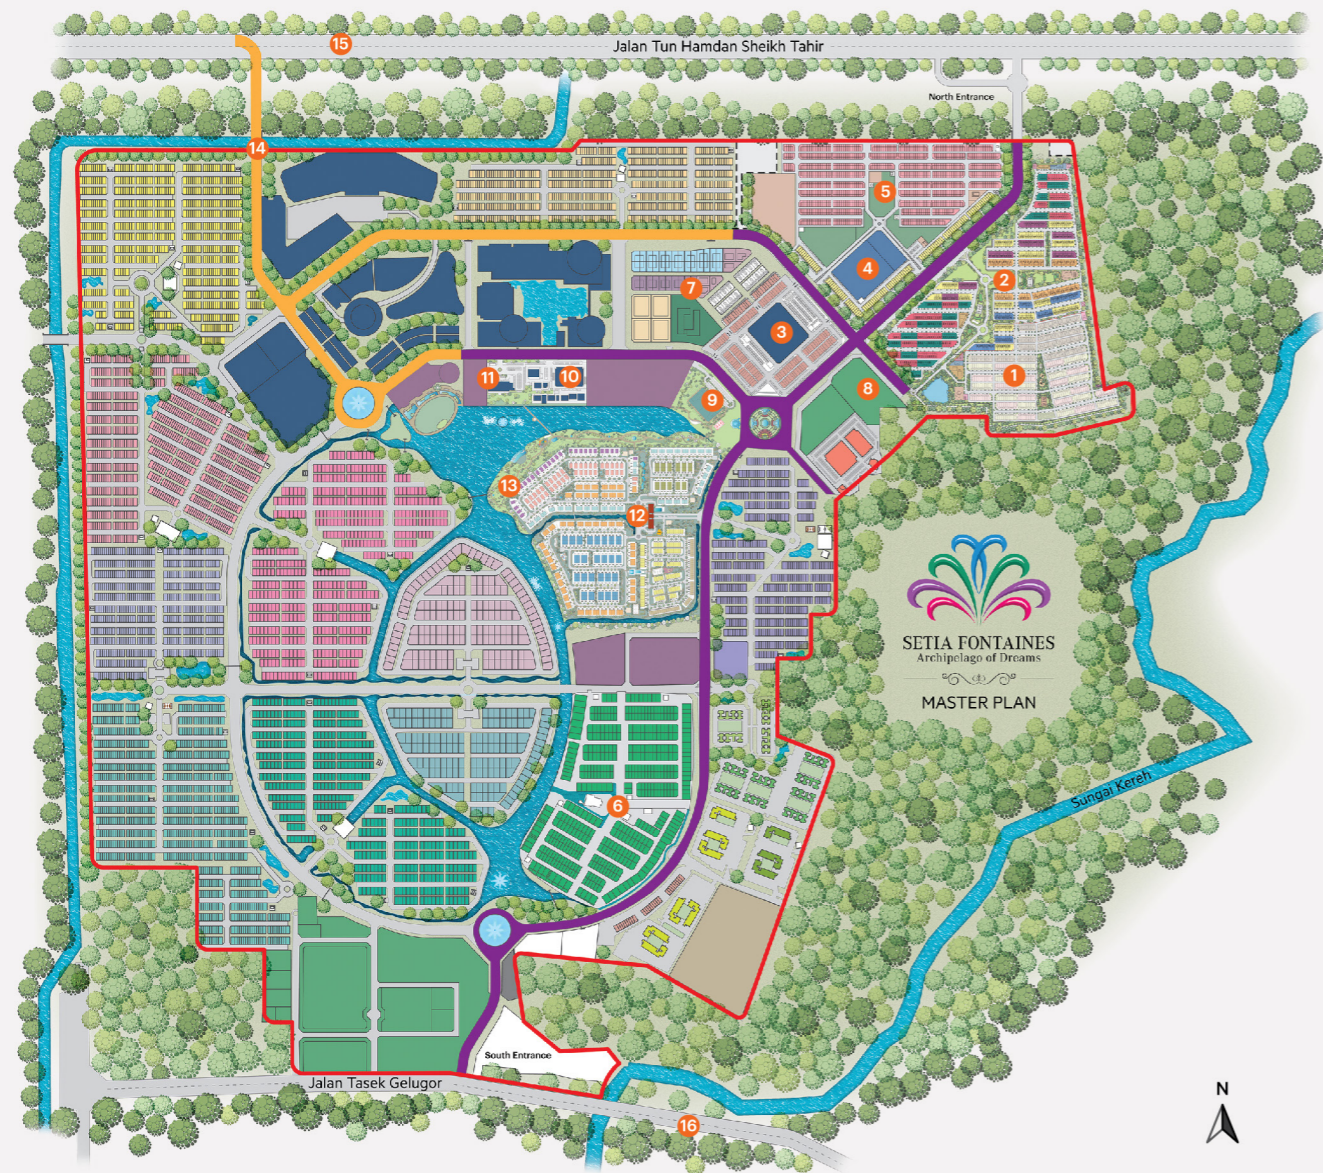 15
Jalan Tun Hamdan Sheikh Tahir
North Entrance
14
5
4
2
7
3
1
11
10
8
9
13
12
SETIA FONTAINES
Archipelago of Dreams
MASTER PLAN
Sungai Kereh
6
South Entrance
Jalan Tasek Gelugor
16
N